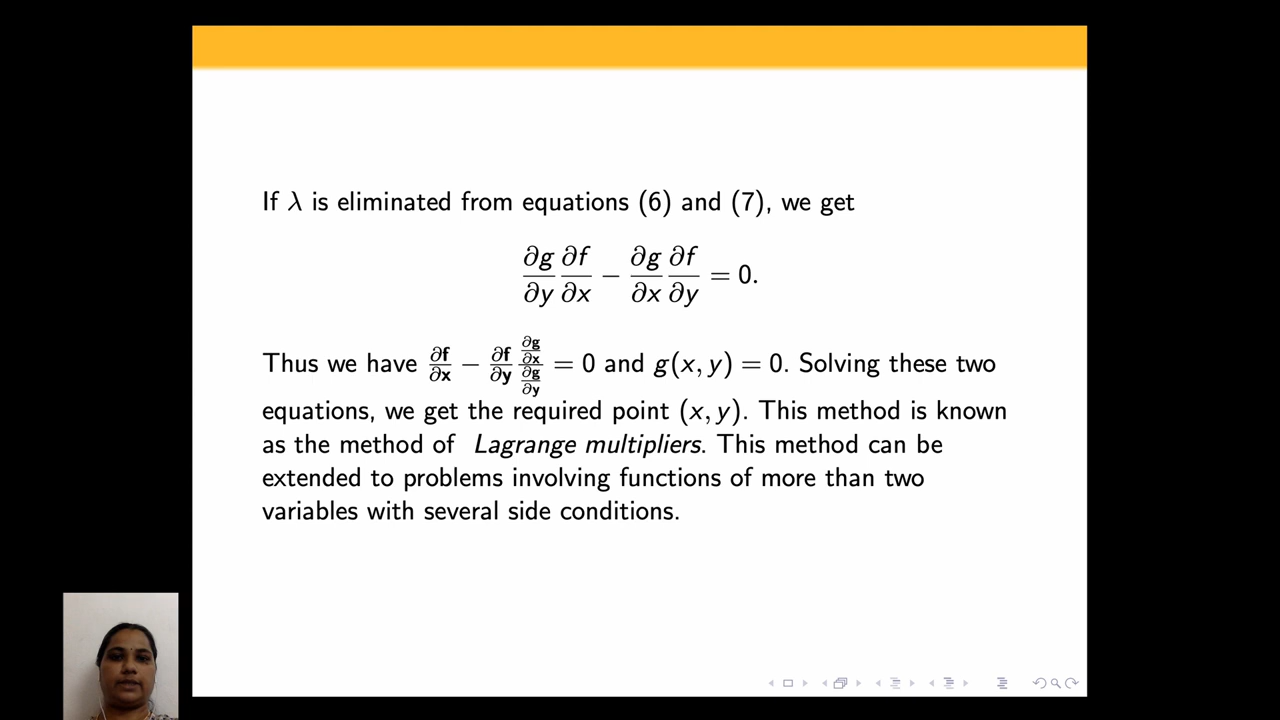 If λ is eliminated from equations (6) and (7), we get
∂g/∂y ∂f/∂x − ∂g/∂x ∂f/∂y = 0.
Thus we have ∂f/∂x − ∂f/∂y (∂g/∂x)/(∂g/∂y) = 0 and g(x, y) = 0. Solving these two
equations, we get the required point (x, y). This method is known
as the method of Lagrange multipliers. This method can be
extended to problems involving functions of more than two
variables with several side conditions.